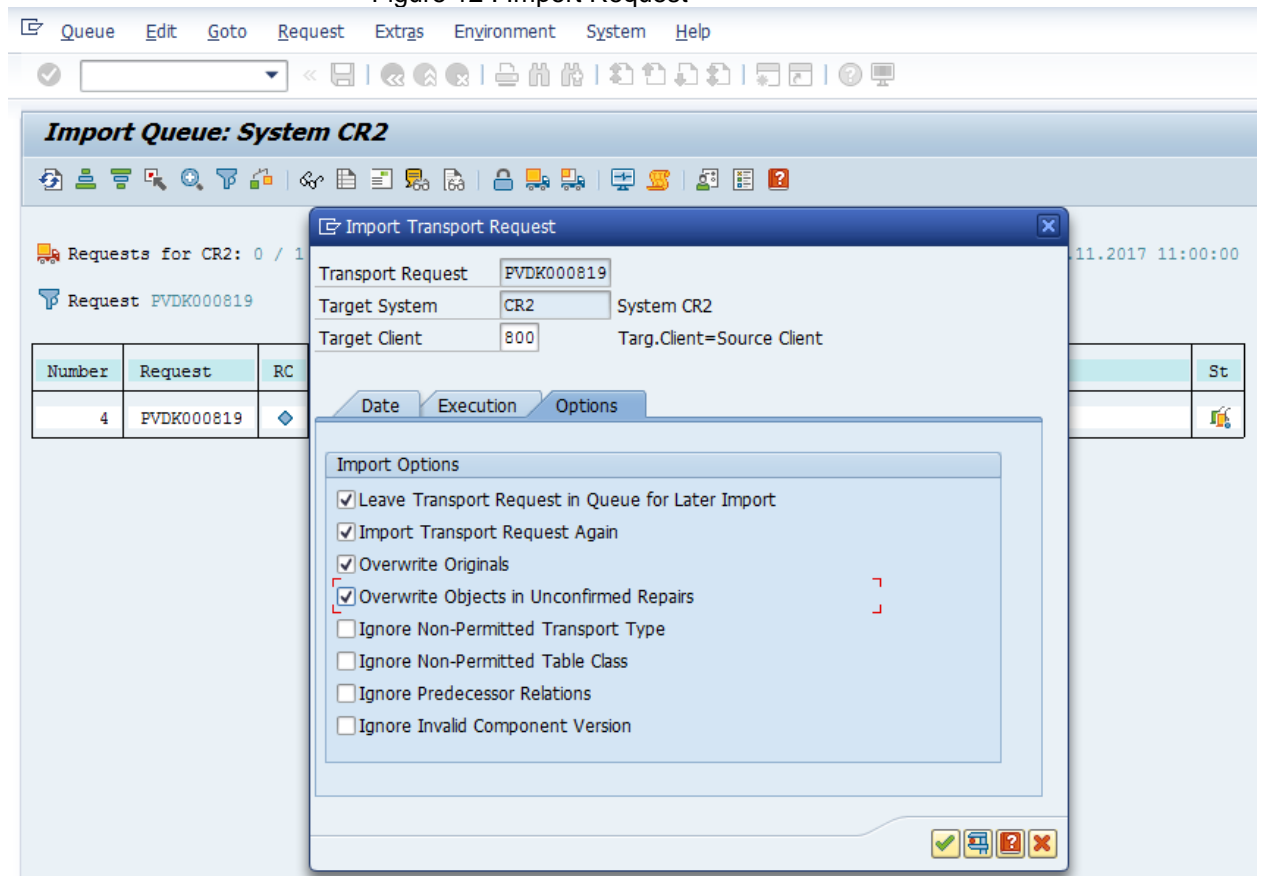 Figure 12 : Import Request
Queue Edit Goto Request Extras Environment System Help
Import Queue: System CR2
Import Transport Request
Requests for CR2: 0 / 1
.11.2017 11:00:00
Transport Request PVDK000819
Request PVDK000819
Target System CR2 System CR2
Target Client 800 Targ.Client=Source Client
Number Request RC St
Date Execution Options
4 PVDK000819
Import Options
Leave Transport Request in Queue for Later Import
Import Transport Request Again
Overwrite Originals
Overwrite Objects in Unconfirmed Repairs
Ignore Non-Permitted Transport Type
Ignore Non-Permitted Table Class
Ignore Predecessor Relations
Ignore Invalid Component Version